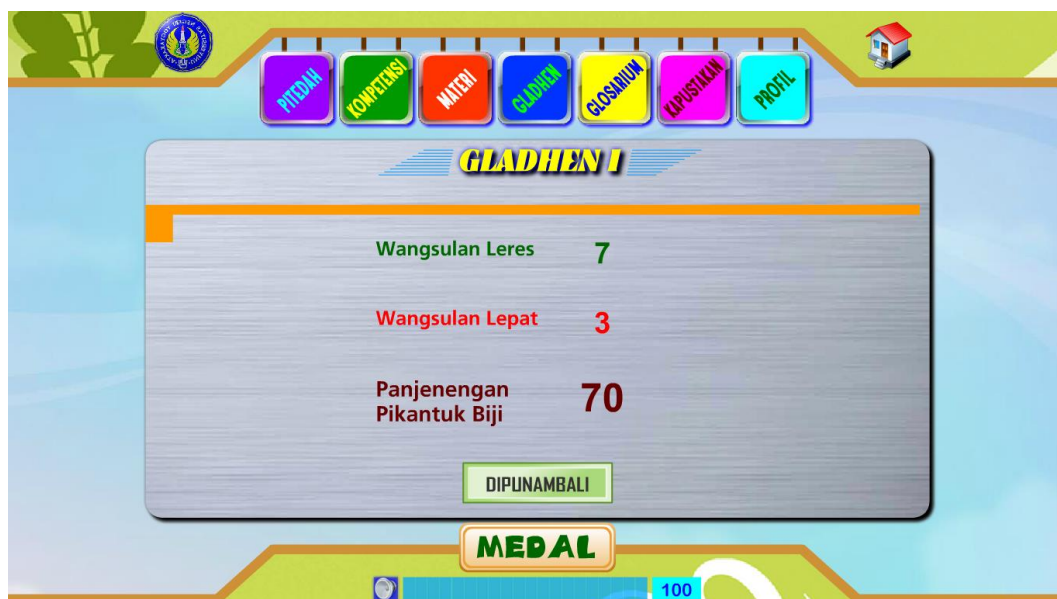 PITEDAH
KOMPETENSI
MATERI
GLADHEN
GLOSARIUM
KAPUSTAKAN
PROFIL
GLADHEN I
Wangsulan Leres 7
Wangsulan Lepat 3
Panjenengan
Pikantuk Biji 70
DIPUNAMBALI
MEDAL
100